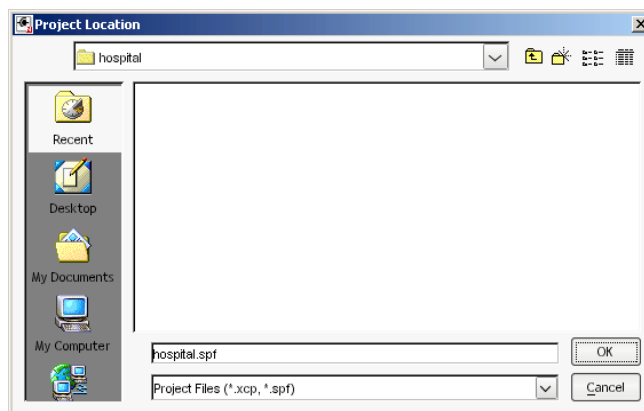 Project Location
hospital
Recent
Desktop
My Documents
My Computer
hospital.spf
OK
Project Files (*.xcp, *.spf)
Cancel